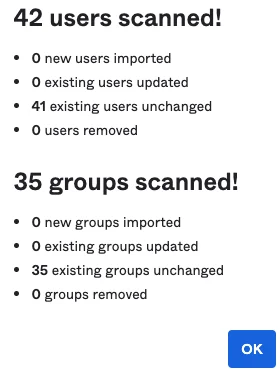 42 users scanned!
• 0 new users imported
• 0 existing users updated
• 41 existing users unchanged
• 0 users removed
35 groups scanned!
• 0 new groups imported
• 0 existing groups updated
• 35 existing groups unchanged
• 0 groups removed
OK